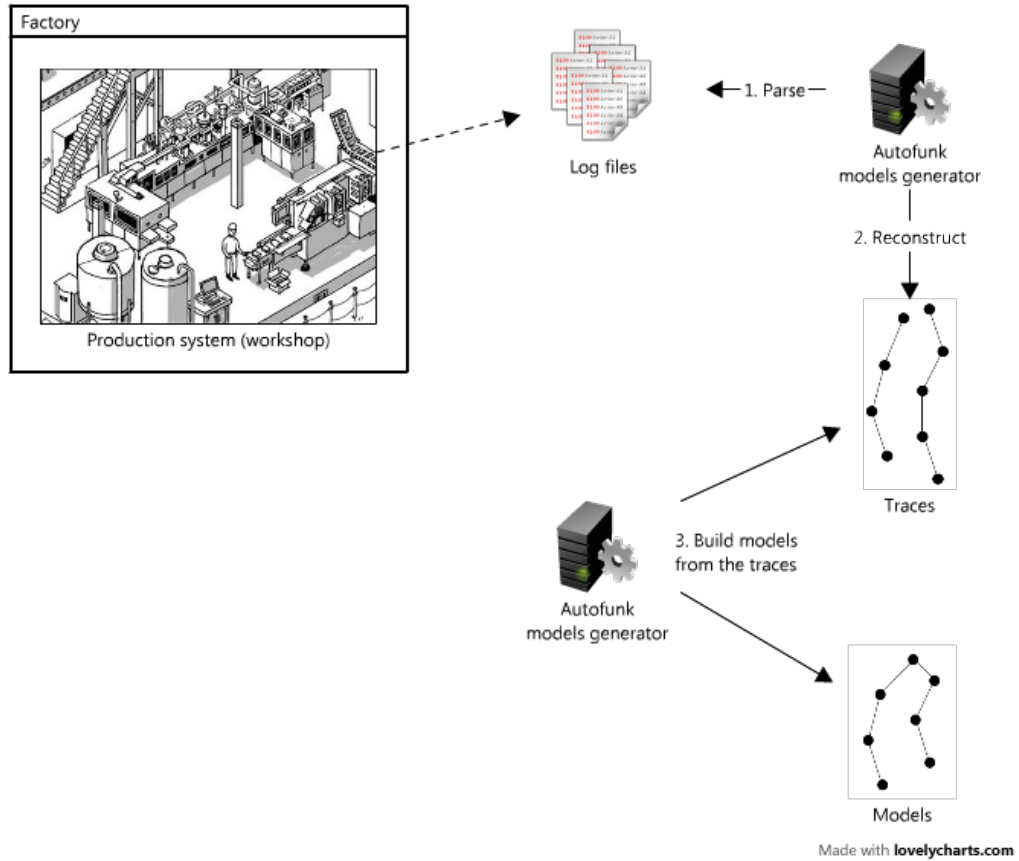 Factory
Production system (workshop)
Log files
1. Parse
Autofunk
models generator
2. Reconstruct
Traces
3. Build models
from the traces
Autofunk
models generator
Models
Made with lovelycharts.com